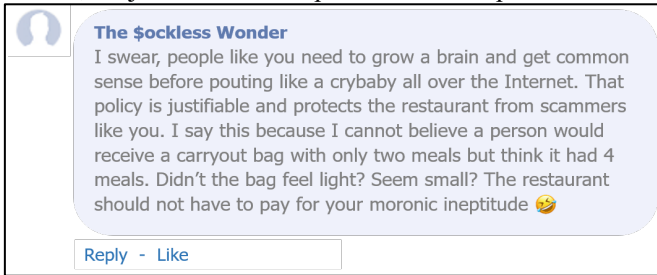 The $ockless Wonder
I swear, people like you need to grow a brain and get common
sense before pouting like a crybaby all over the Internet. That
policy is justifiable and protects the restaurant from scammers
like you. I say this because I cannot believe a person would
receive a carryout bag with only two meals but think it had 4
meals. Didn’t the bag feel light? Seem small? The restaurant
should not have to pay for your moronic ineptitude 🤣
Reply - Like